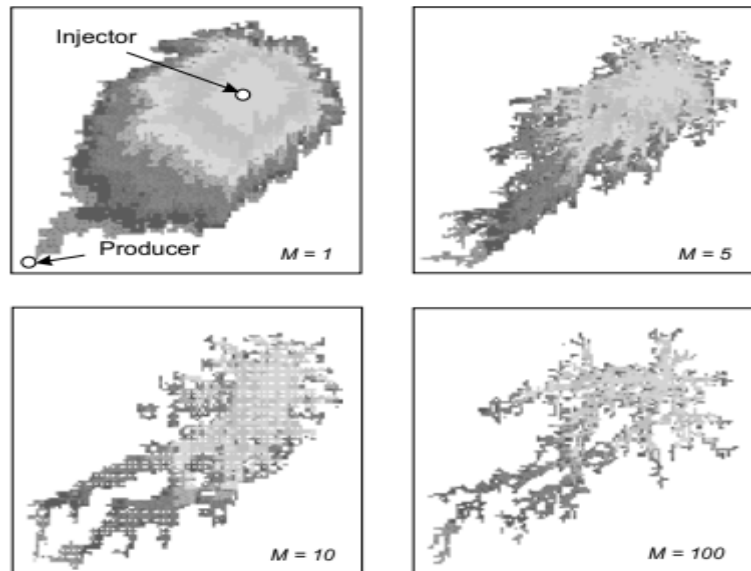 Injector
Producer
M = 1
M = 5
M = 10
M = 100